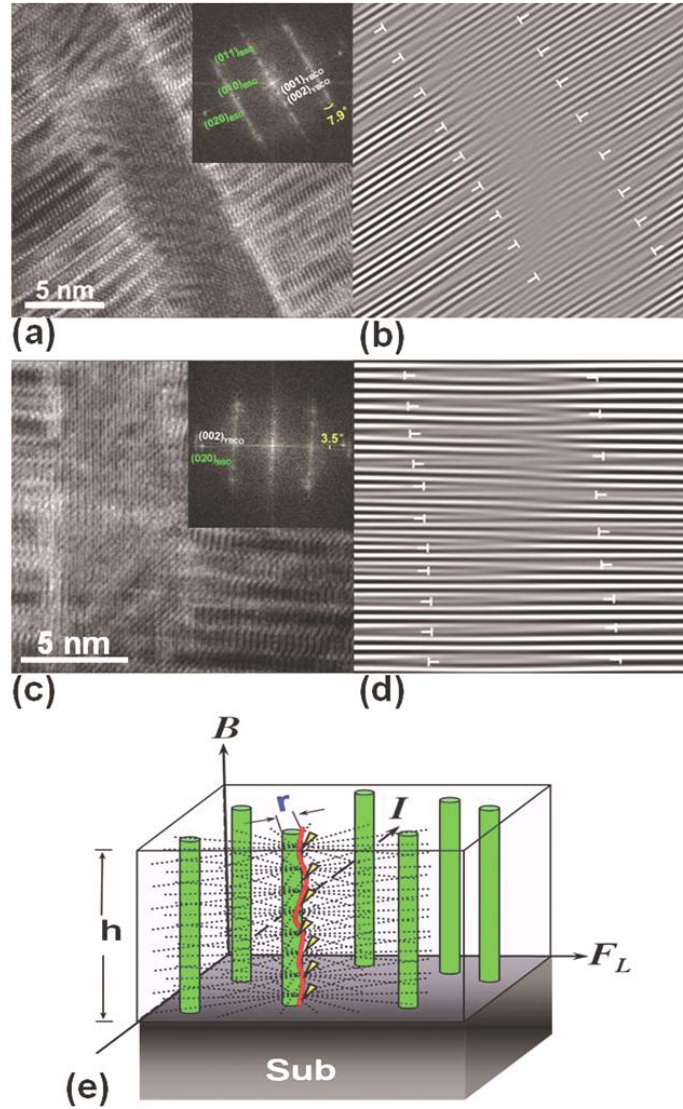 (011)BSO
(010)BSO
(020)BSO
(001)YBCO
(002)YBCO
7.9°
5 nm
(a)
(b)
(002)YBCO
(020)BSO
3.5°
5 nm
(c)
(d)
B
r
I
h
F_L
Sub
(e)